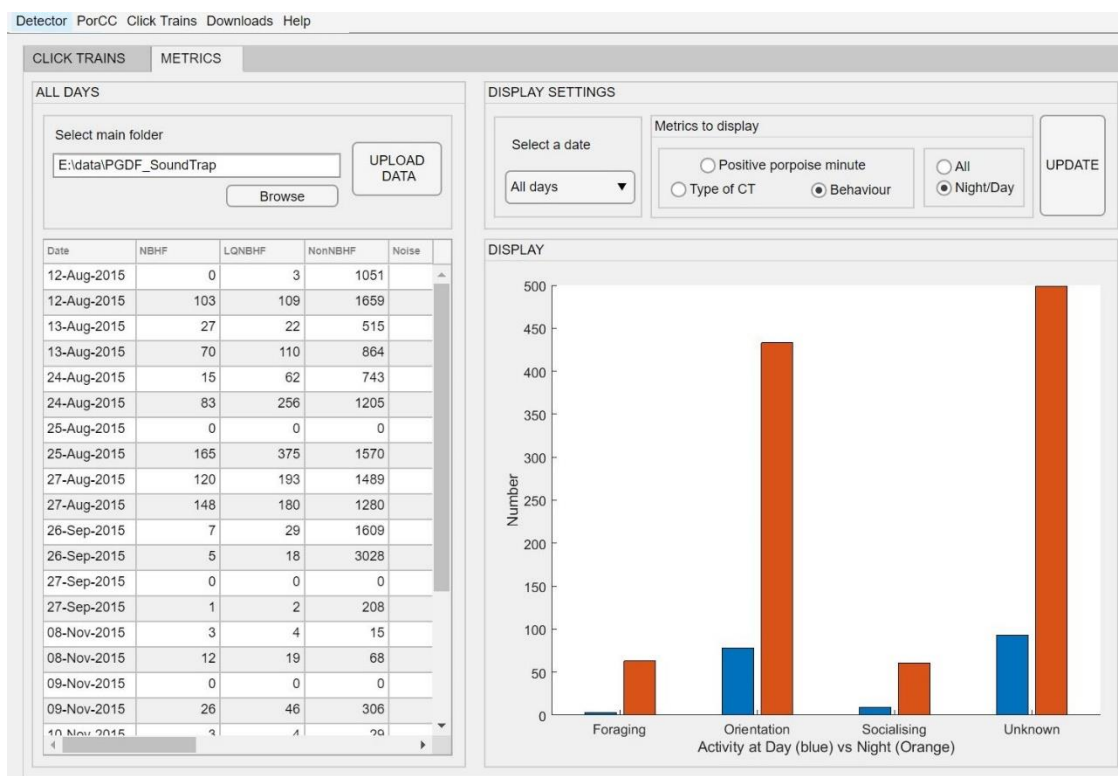 Detector PorCC Click Trains Downloads Help
CLICK TRAINS METRICS
ALL DAYS
Select main folder
E:\data\PGDF_SoundTrap
Browse
UPLOAD
DATA
Date NBHF LQNBHF NonNBHF Noise
12-Aug-2015 0 3 1051
12-Aug-2015 103 109 1659
13-Aug-2015 27 22 515
13-Aug-2015 70 110 864
24-Aug-2015 15 62 743
24-Aug-2015 83 256 1205
25-Aug-2015 0 0 0
25-Aug-2015 165 375 1570
27-Aug-2015 120 193 1489
27-Aug-2015 148 180 1280
26-Sep-2015 7 29 1609
26-Sep-2015 5 18 3028
27-Sep-2015 0 0 0
27-Sep-2015 1 2 208
08-Nov-2015 3 4 15
08-Nov-2015 12 19 68
09-Nov-2015 0 0 0
09-Nov-2015 26 46 306
10-Nov-2015 3 4 29
DISPLAY SETTINGS
Select a date
All days
Metrics to display
Positive porpoise minute
Type of CT Behaviour
All
Night/Day
UPDATE
DISPLAY
500
450
400
350
300
250
200
150
100
50
0
Number
Foraging Orientation Socialising Unknown
Activity at Day (blue) vs Night (Orange)